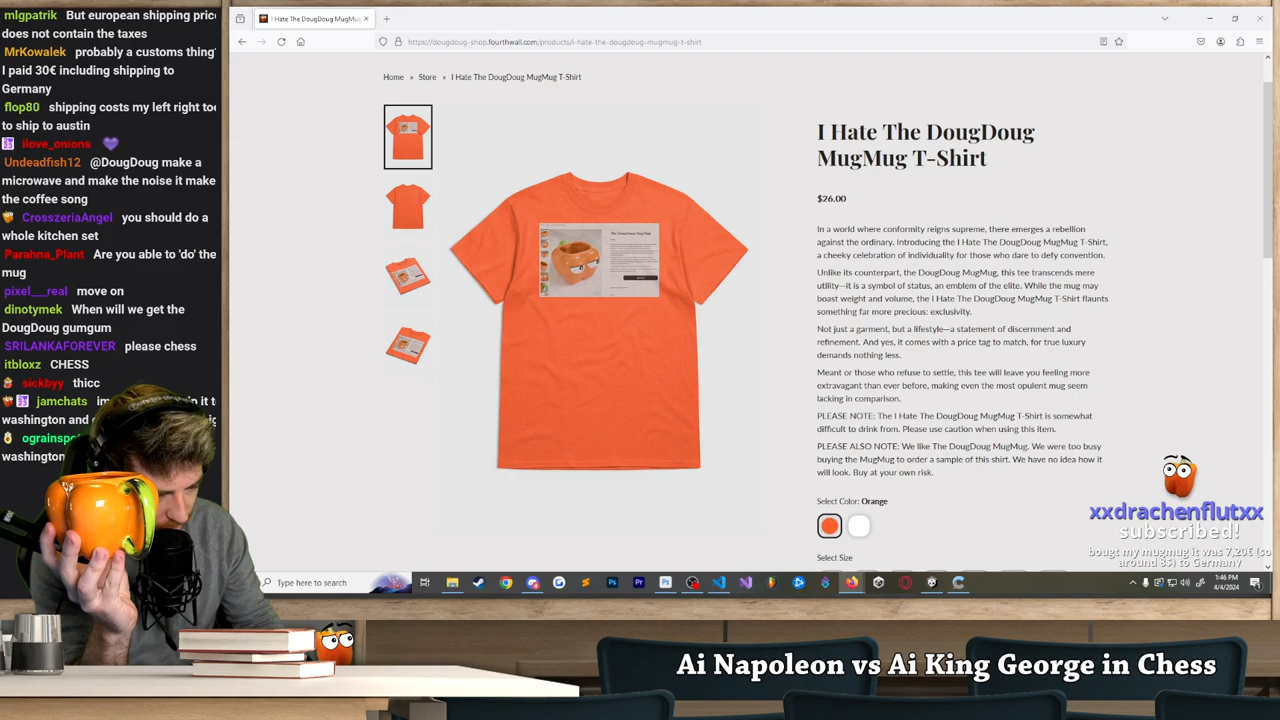 mlgpatrik But european shipping price
does not contain the taxes
MrKowalek probably a customs thing?
I paid 30€ including shipping to
Germany
flop80 shipping costs my left right toe
to ship to austin
ilove_onions
Undeadfish12 @DougDoug make a
microwave and make the noise it make
the coffee song
CrosszeriaAngel you should do a
whole kitchen set
Parahna_Plant Are you able to 'do' the
mug
pixel___real move on
dinotymek When will we get the
DougDoug gumgum
SRILANKAFOREVER please chess
itbloxz CHESS
sickbyy thicc
jamchats
washington and
washington
I Hate The DougDoug MugMu
https://dougdoug-shop.fourthwall.com/products/i-hate-the-dougdoug-mugmug-t-shirt
Home » Store » I Hate The DougDoug MugMug T-Shirt
I Hate The DougDoug
MugMug T-Shirt
$26.00
In a world where conformity reigns supreme, there emerges a rebellion
against the ordinary. Introducing the I Hate The DougDoug MugMug T-Shirt,
a cheeky celebration of individuality for those who dare to defy convention.
Unlike its counterpart, the DougDoug MugMug, this tee transcends mere
utility—it is a symbol of status, an emblem of the elite. While the mug may
boast weight and volume, the I Hate The DougDoug MugMug T-Shirt flaunts
something far more precious: exclusivity.
Not just a garment, but a lifestyle—a statement of discernment and
refinement. And yes, it comes with a price tag to match, for true luxury
demands nothing less.
Meant or those who refuse to settle, this tee will leave you feeling more
extravagant than ever before, making even the most opulent mug seem
lacking in comparison.
PLEASE NOTE: The I Hate The DougDoug MugMug T-Shirt is somewhat
difficult to drink from. Please use caution when using this item.
PLEASE ALSO NOTE: We like The DougDoug MugMug. We were too busy
buying the MugMug to order a sample of this shirt. We have no idea how it
will look. Buy at your own risk.
Select Color: Orange
Select Size
xxdrachenflutxx
subscribed!
bougt my mugmug it was 7,20€ (so
around 8$) to Germany
Type here to search
1:46 PM
4/4/2024
Ai Napoleon vs Ai King George in Chess